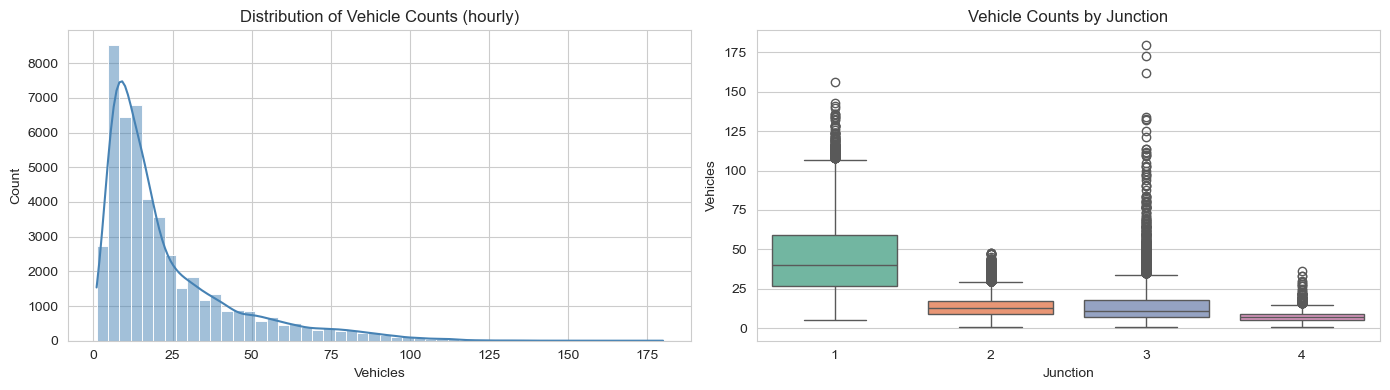 Distribution of Vehicle Counts (hourly)
Count
8000
7000
6000
5000
4000
3000
2000
1000
0
0 25 50 75 100 125 150 175
Vehicles
Vehicle Counts by Junction
Vehicles
175
150
125
100
75
50
25
0
1 2 3 4
Junction